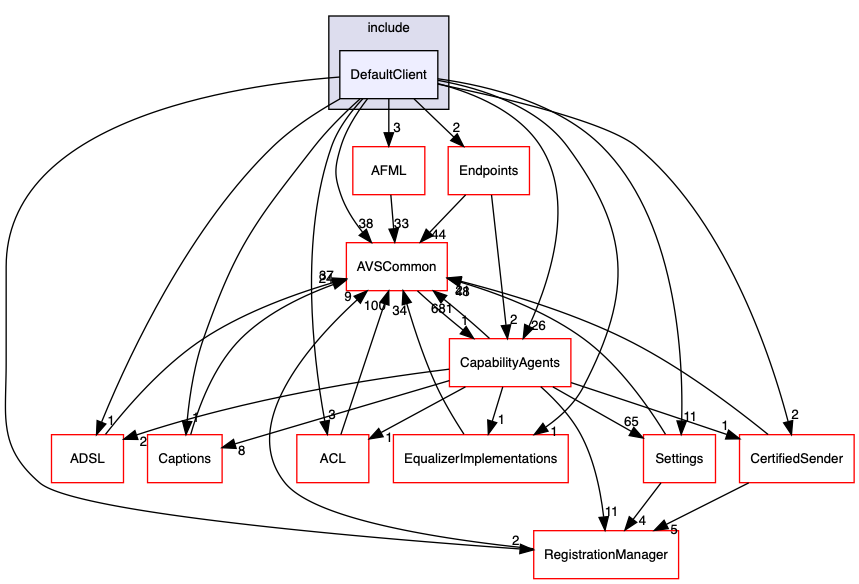 include
DefaultClient
3
2
AFML
Endpoints
38
33
44
AVSCommon
9
100
34
681
1
2
26
CapabilityAgents
1
1
3
11
2
2
8
1
1
1
65
1
ADSL
Captions
ACL
EqualizerImplementations
Settings
CertifiedSender
11
4
5
2
RegistrationManager